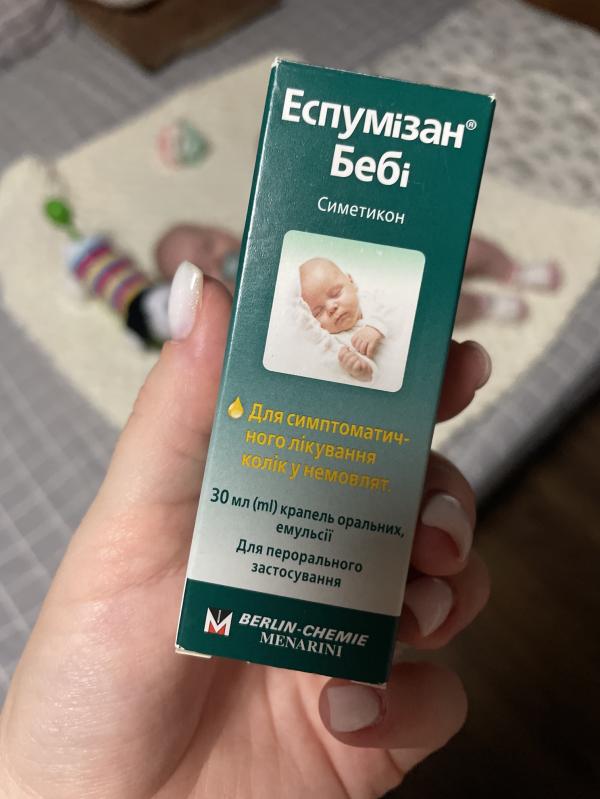 Еспумізан®
Бебі
Симетикон
Для симптоматич-
ного лікування
колік у немовлят.
30 мл (ml) крапель оральних,
емульсії
Для перорального
застосування
BERLIN-CHEMIE
MENARINI